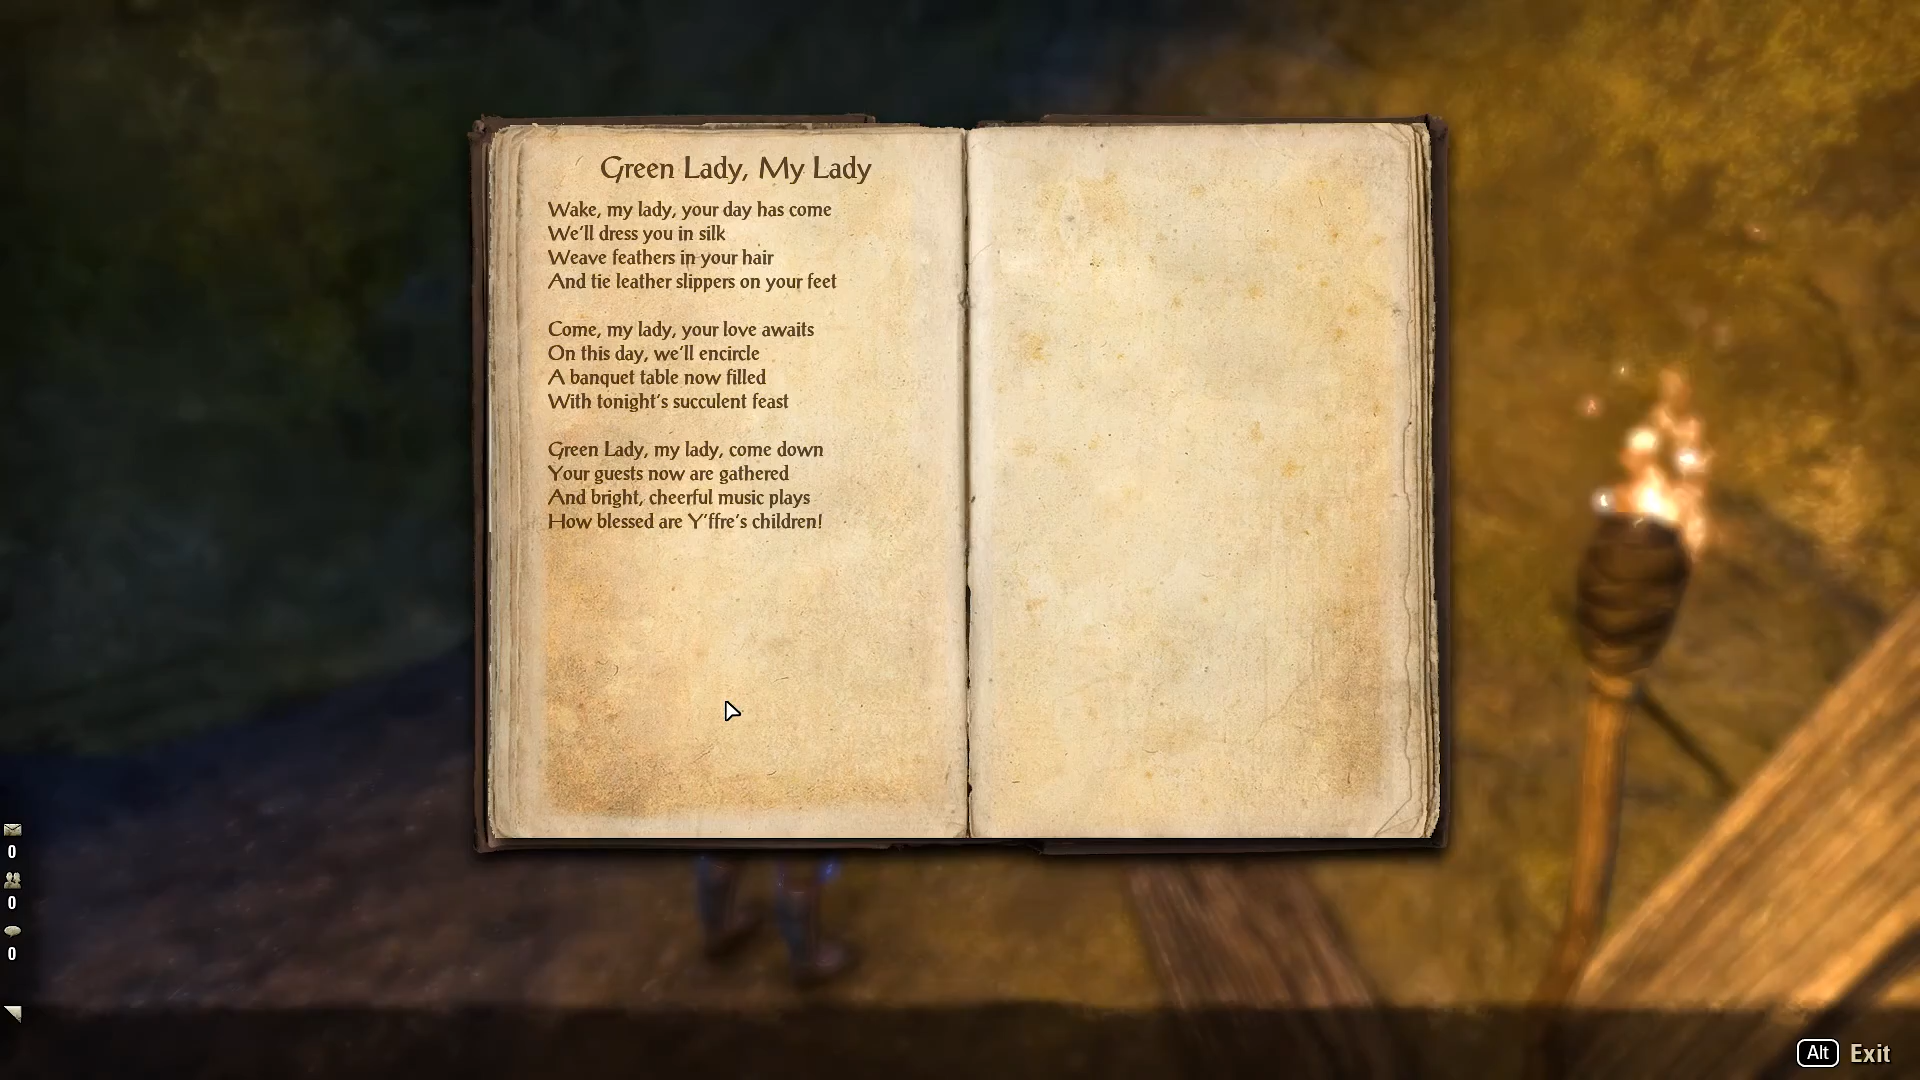 Green Lady, My Lady
Wake, my lady, your day has come
We'll dress you in silk
Weave feathers in your hair
And tie leather slippers on your feet
Come, my lady, your love awaits
On this day, we'll encircle
A banquet table now filled
With tonight's succulent feast
Green Lady, my lady, come down
Your guests now are gathered
And bright, cheerful music plays
How blessed are Y'ffre's children!
0
0
0
Alt Exit